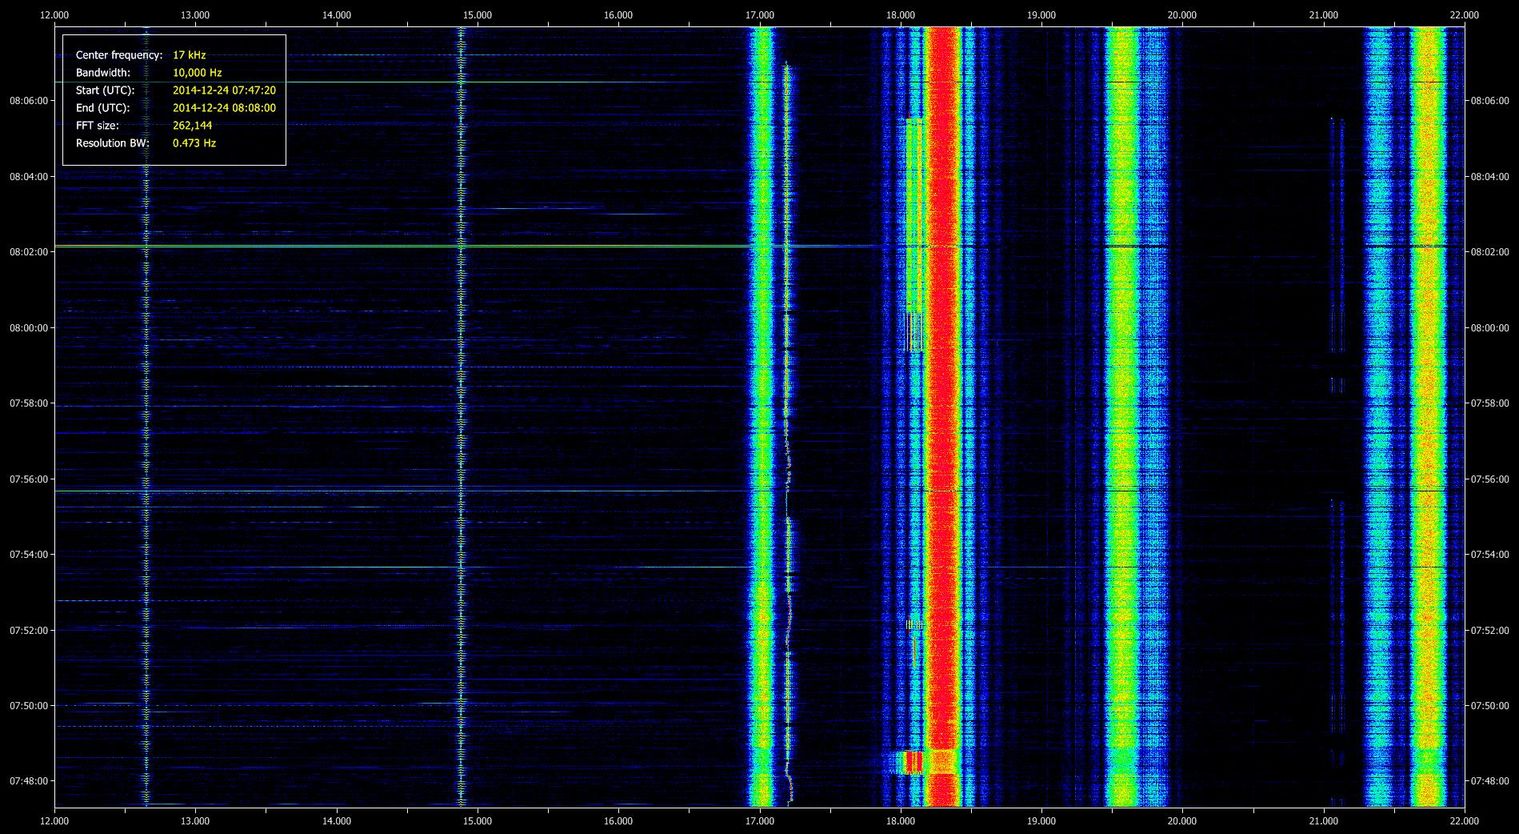 12.000 13.000 14.000 15.000 16.000 17.000 18.000 19.000 20.000 21.000 22.000
Center frequency: 17 kHz
Bandwidth: 10,000 Hz
Start (UTC): 2014-12-24 07:47:20
End (UTC): 2014-12-24 08:08:00
FFT size: 262,144
Resolution BW: 0.473 Hz
08:06:00 08:06:00
08:04:00 08:04:00
08:02:00 08:02:00
08:00:00 08:00:00
07:58:00 07:58:00
07:56:00 07:56:00
07:54:00 07:54:00
07:52:00 07:52:00
07:50:00 07:50:00
07:48:00 07:48:00
12.000 13.000 14.000 15.000 16.000 17.000 18.000 19.000 20.000 21.000 22.000